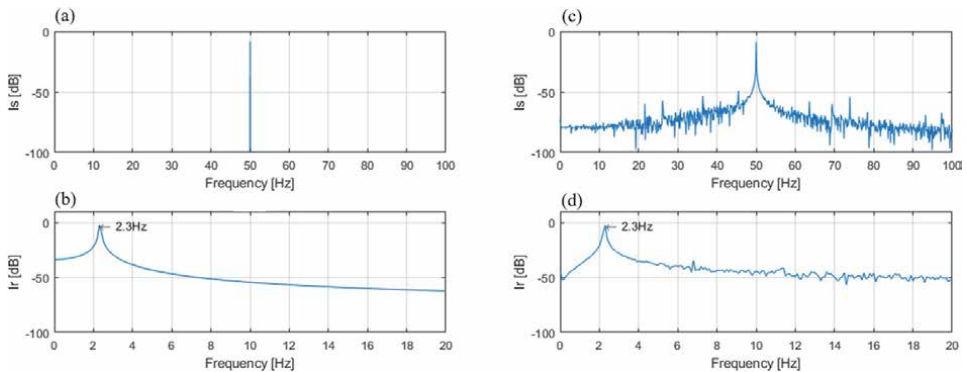 (a)
0
-50
-100
Is [dB]
0 10 20 30 40 50 60 70 80 90 100
Frequency [Hz]
(b)
0
-50
-100
Ir [dB]
2.3Hz
0 2 4 6 8 10 12 14 16 18 20
Frequency [Hz]
(c)
0
-50
-100
Is [dB]
0 10 20 30 40 50 60 70 80 90 100
Frequency [Hz]
(d)
0
-50
-100
Ir [dB]
2.3Hz
0 2 4 6 8 10 12 14 16 18 20
Frequency [Hz]